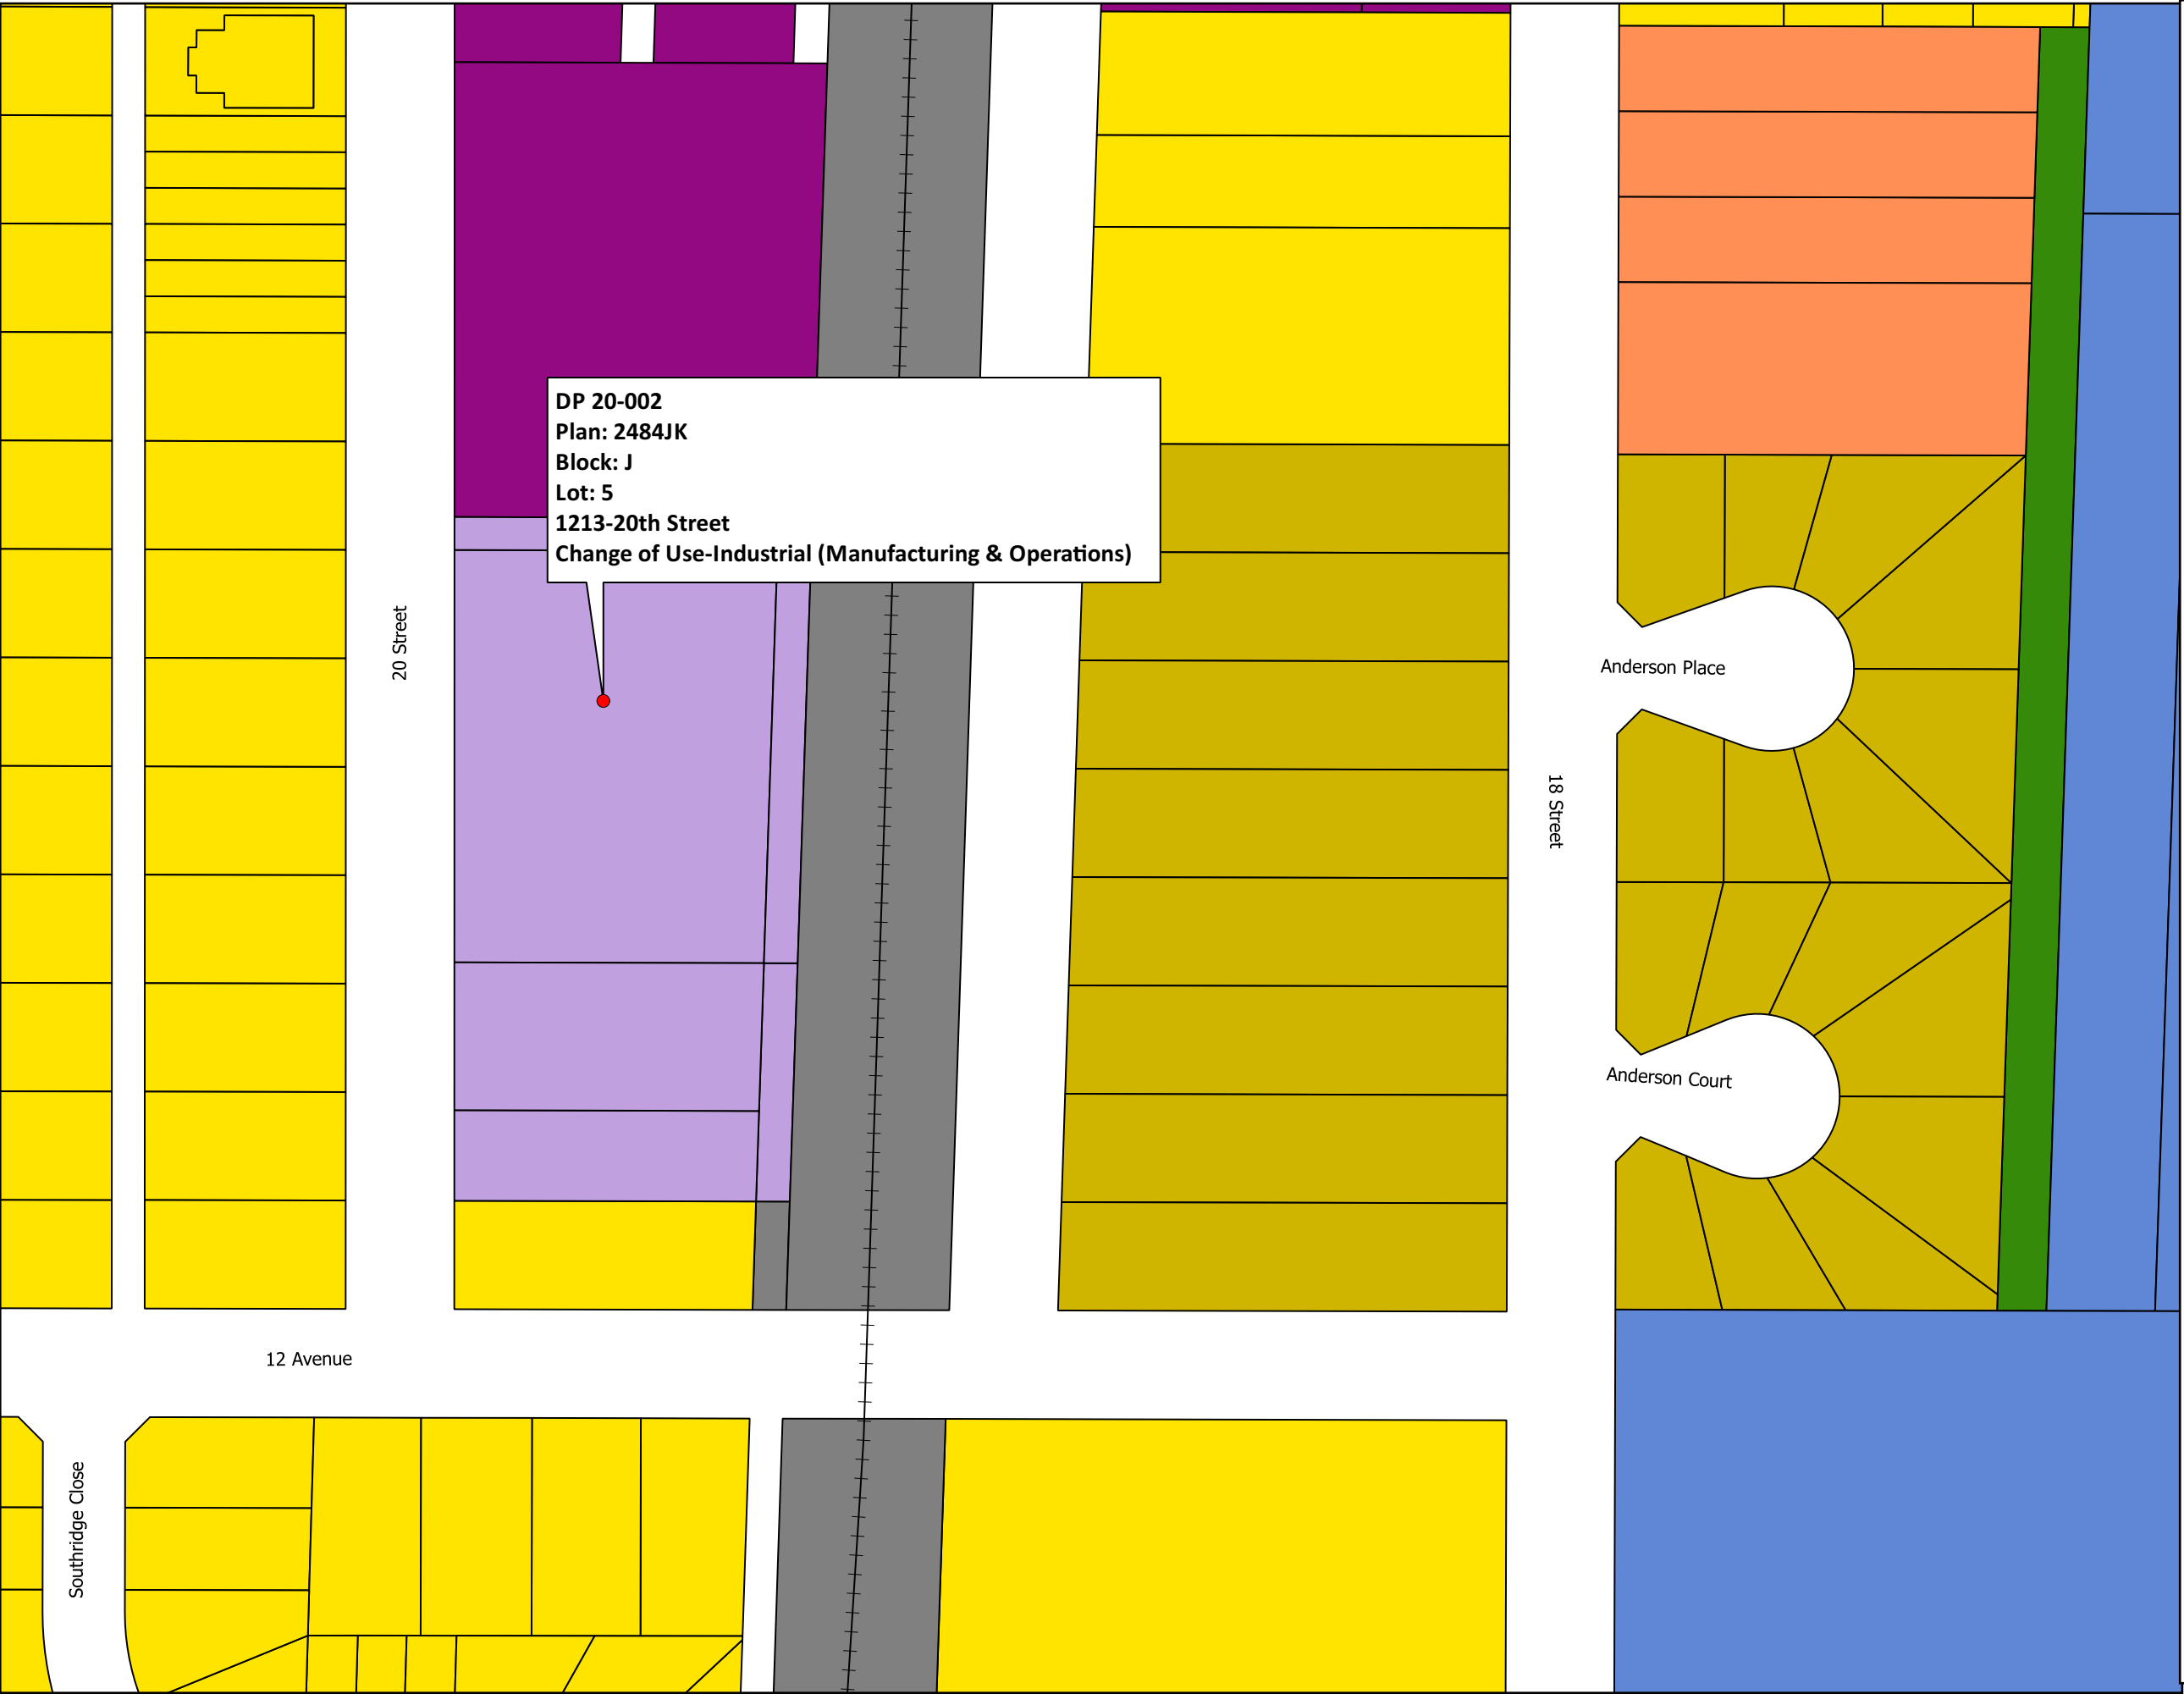 DP 20-002
Plan: 2484JK
Block: J
Lot: 5
1213-20th Street
Change of Use-Industrial (Manufacturing & Operations)
20 Street
Anderson Place
18 Street
Anderson Court
12 Avenue
Southridge Close